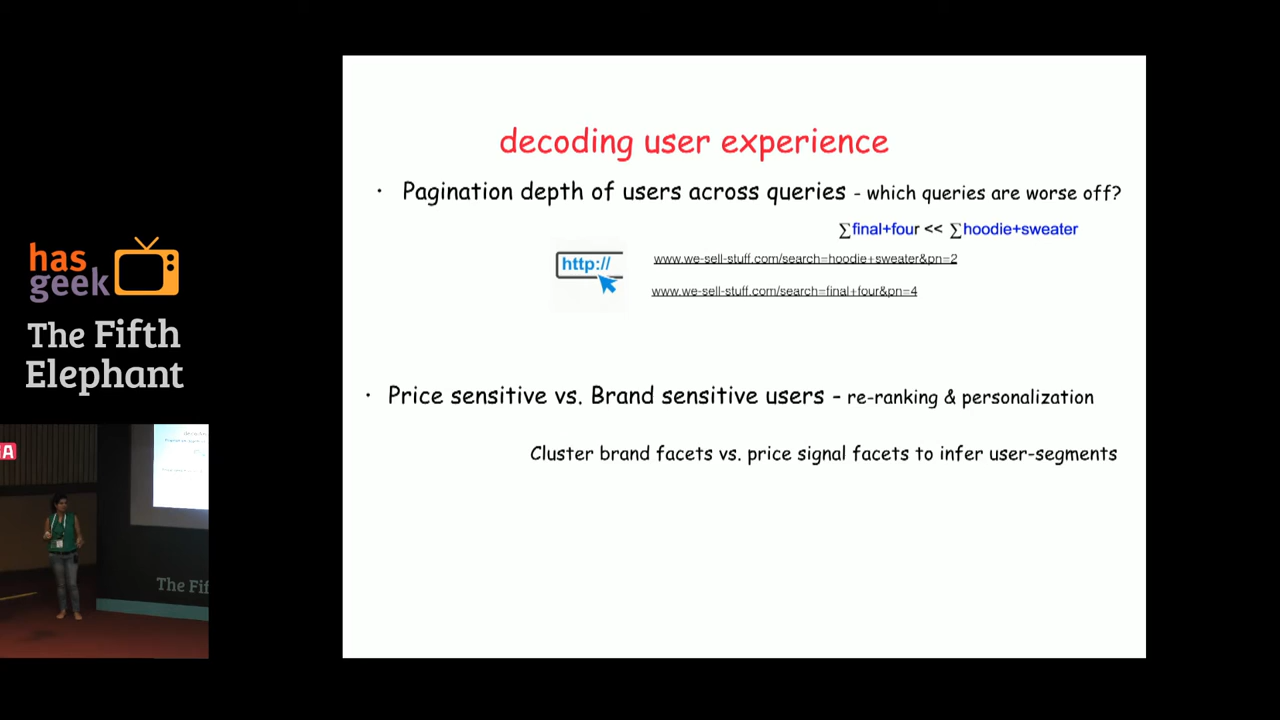 decoding user experience
• Pagination depth of users across queries - which queries are worse off?
∑final+four << ∑hoodie+sweater
http://
www.we-sell-stuff.com/search=hoodie+sweater&pn=2
www.we-sell-stuff.com/search=final+four&pn=4
• Price sensitive vs. Brand sensitive users - re-ranking & personalization
Cluster brand facets vs. price signal facets to infer user-segments
has
geek
The Fifth
Elephant
The Fif